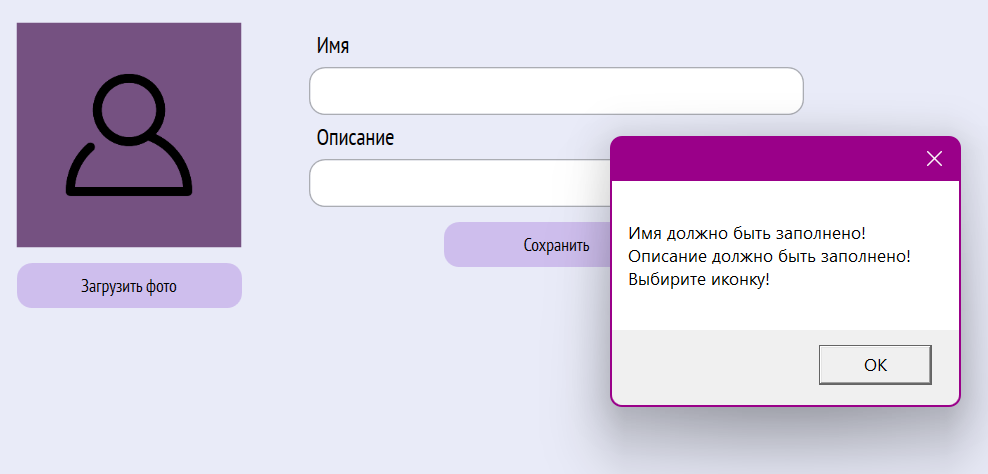 Имя
Описание
Сохранить
Загрузить фото
Имя должно быть заполнено!
Описание должно быть заполнено!
Выбирите иконку!
OK